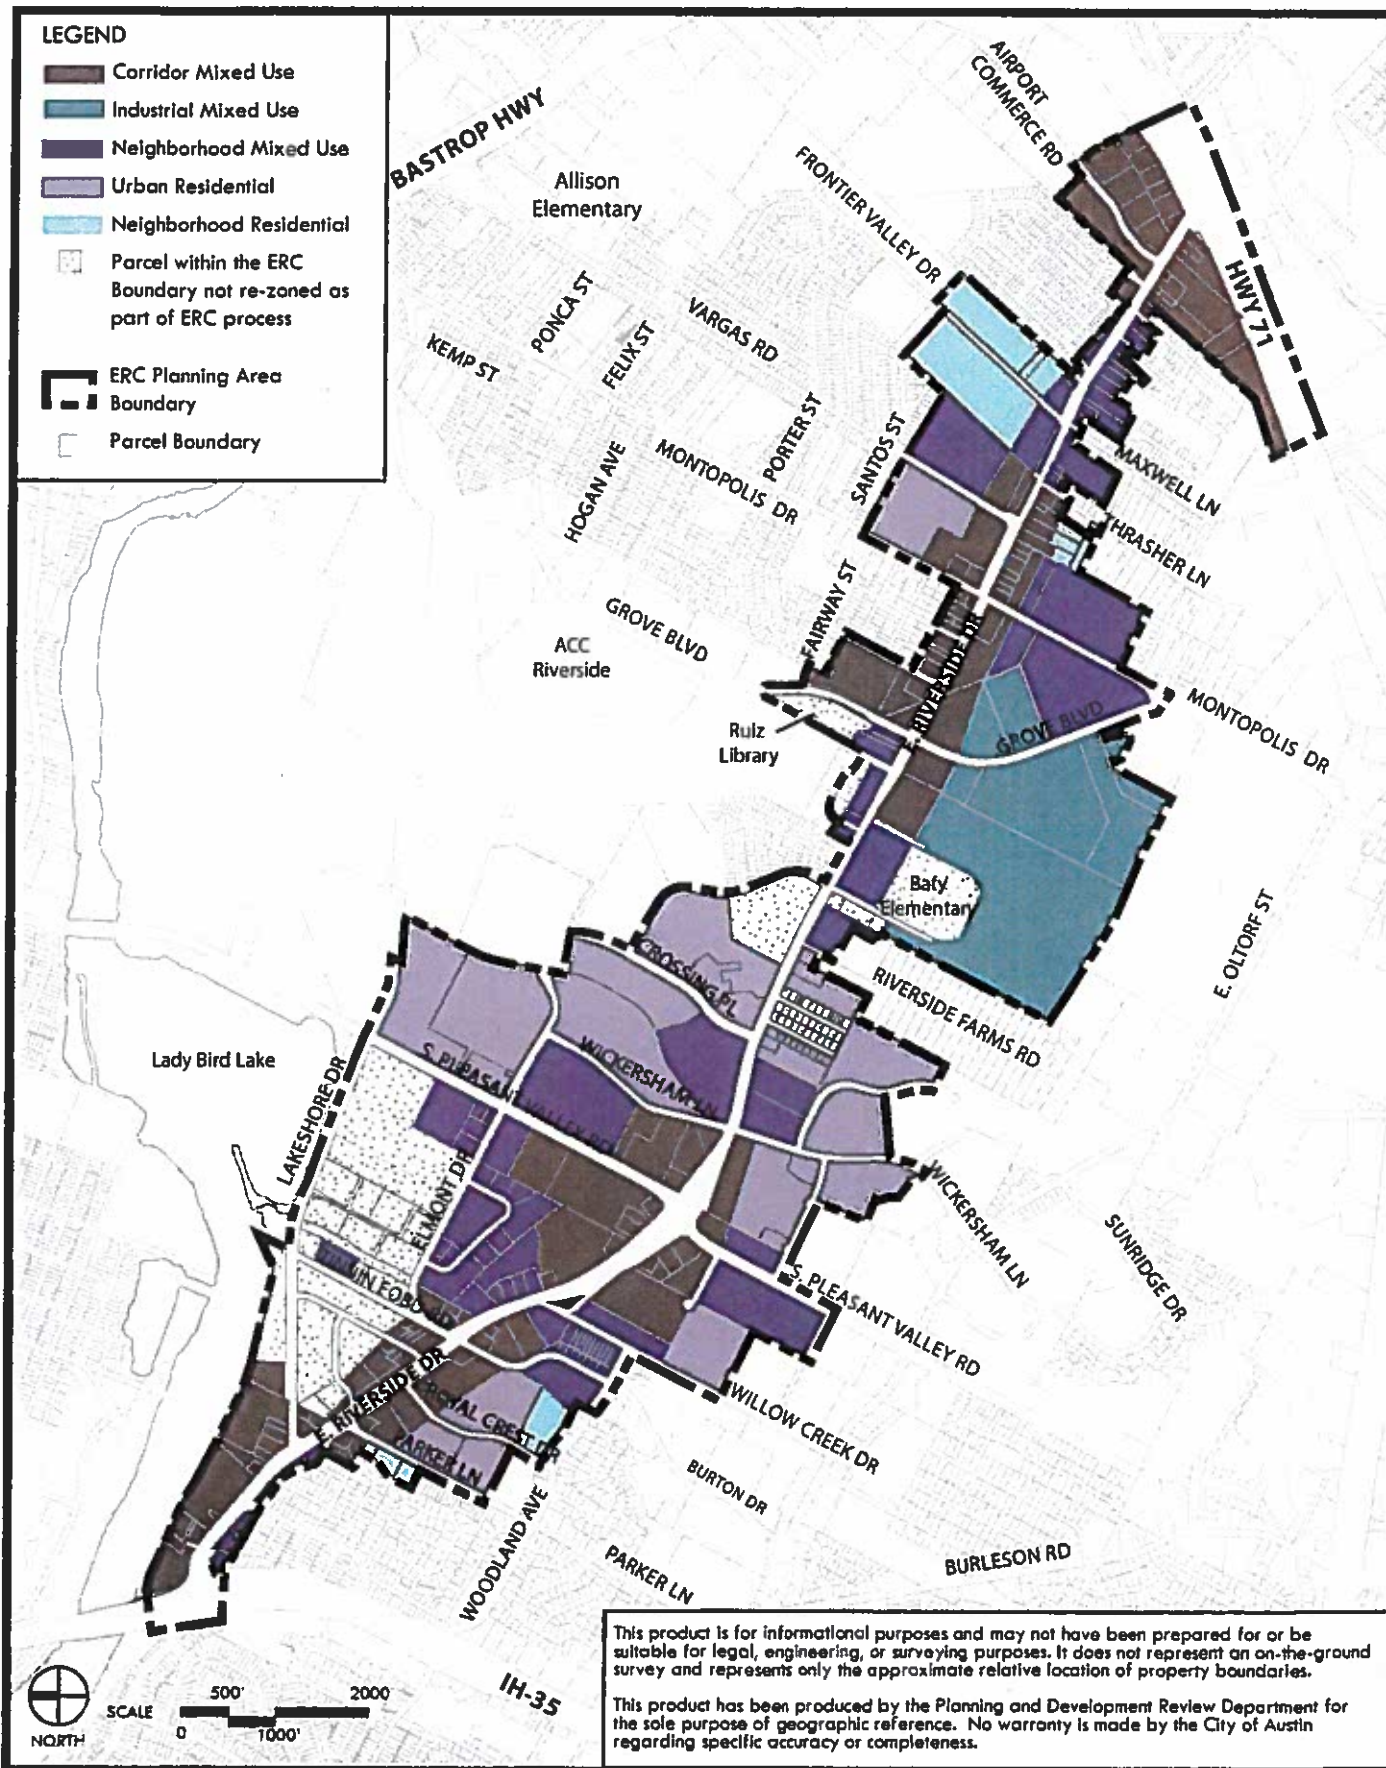 LEGEND
Corridor Mixed Use
Industrial Mixed Use
Neighborhood Mixed Use
Urban Residential
Neighborhood Residential
Parcel within the ERC
Boundary not re-zoned as
part of ERC process
ERC Planning Area
Boundary
Parcel Boundary
AIRPORT
COMMERCE RD
BASTROP HWY
Allison
Elementary
FRONTIER VALLEY DR
HWY 71
PONCA ST
VARGAS RD
KEMP ST
FELIX ST
PORTER ST
SANTOS ST
MONTOPOLIS DR
HOGAN AVE
MAXWELL LN
THRASHER LN
FAIRWAY ST
GROVE BLVD
ACC
Riverside
RIVERSIDE DR
MONTOPOLIS DR
Ruiz
Library
GROVE BLVD
Baty
Elementary
E. OLTORF ST
CROSSING PL
RIVERSIDE FARMS RD
Lady Bird Lake
LAKESHORE DR
S. PLEASANT VALLEY RD
WICKERSHAM LN
ELMONT DR
WICKERSHAM LN
SUNRIDGE DR
S. PLEASANT VALLEY RD
TINNIN FORD RD
E. RIVERSIDE DR
ROYAL CREST DR
PARKER LN
WILLOW CREEK DR
BURTON DR
WOODLAND AVE
PARKER LN
BURLESON RD
IH-35
NORTH
SCALE
500'
2000
0
1000'
This product is for informational purposes and may not have been prepared for or be
suitable for legal, engineering, or surveying purposes. It does not represent an on-the-ground
survey and represents only the approximate relative location of property boundaries.
This product has been produced by the Planning and Development Review Department for
the sole purpose of geographic reference. No warranty is made by the City of Austin
regarding specific accuracy or completeness.